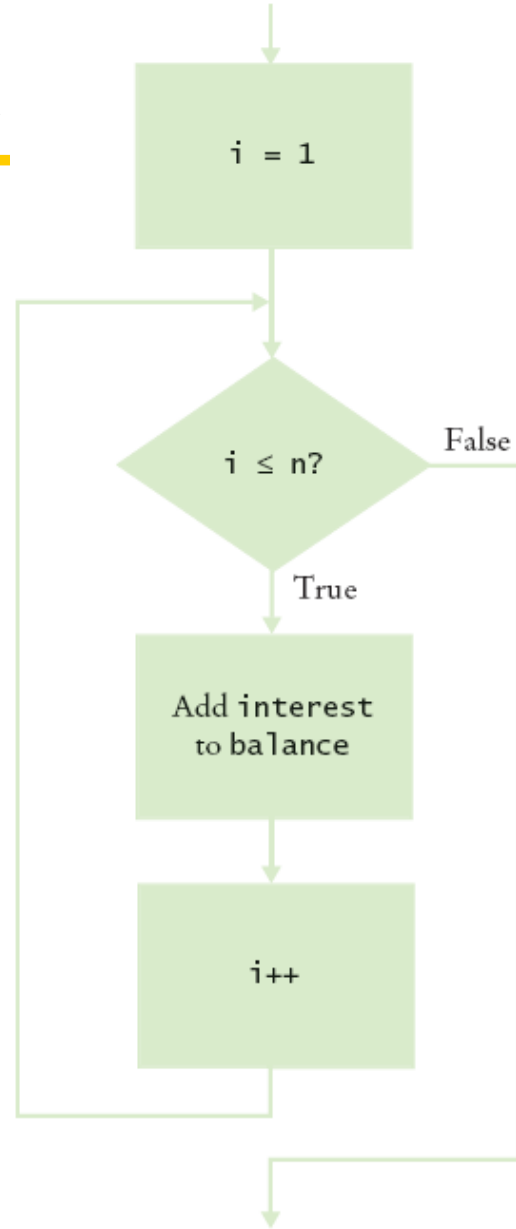 i = 1
i ≤ n?
False
True
Add interest
to balance
i++